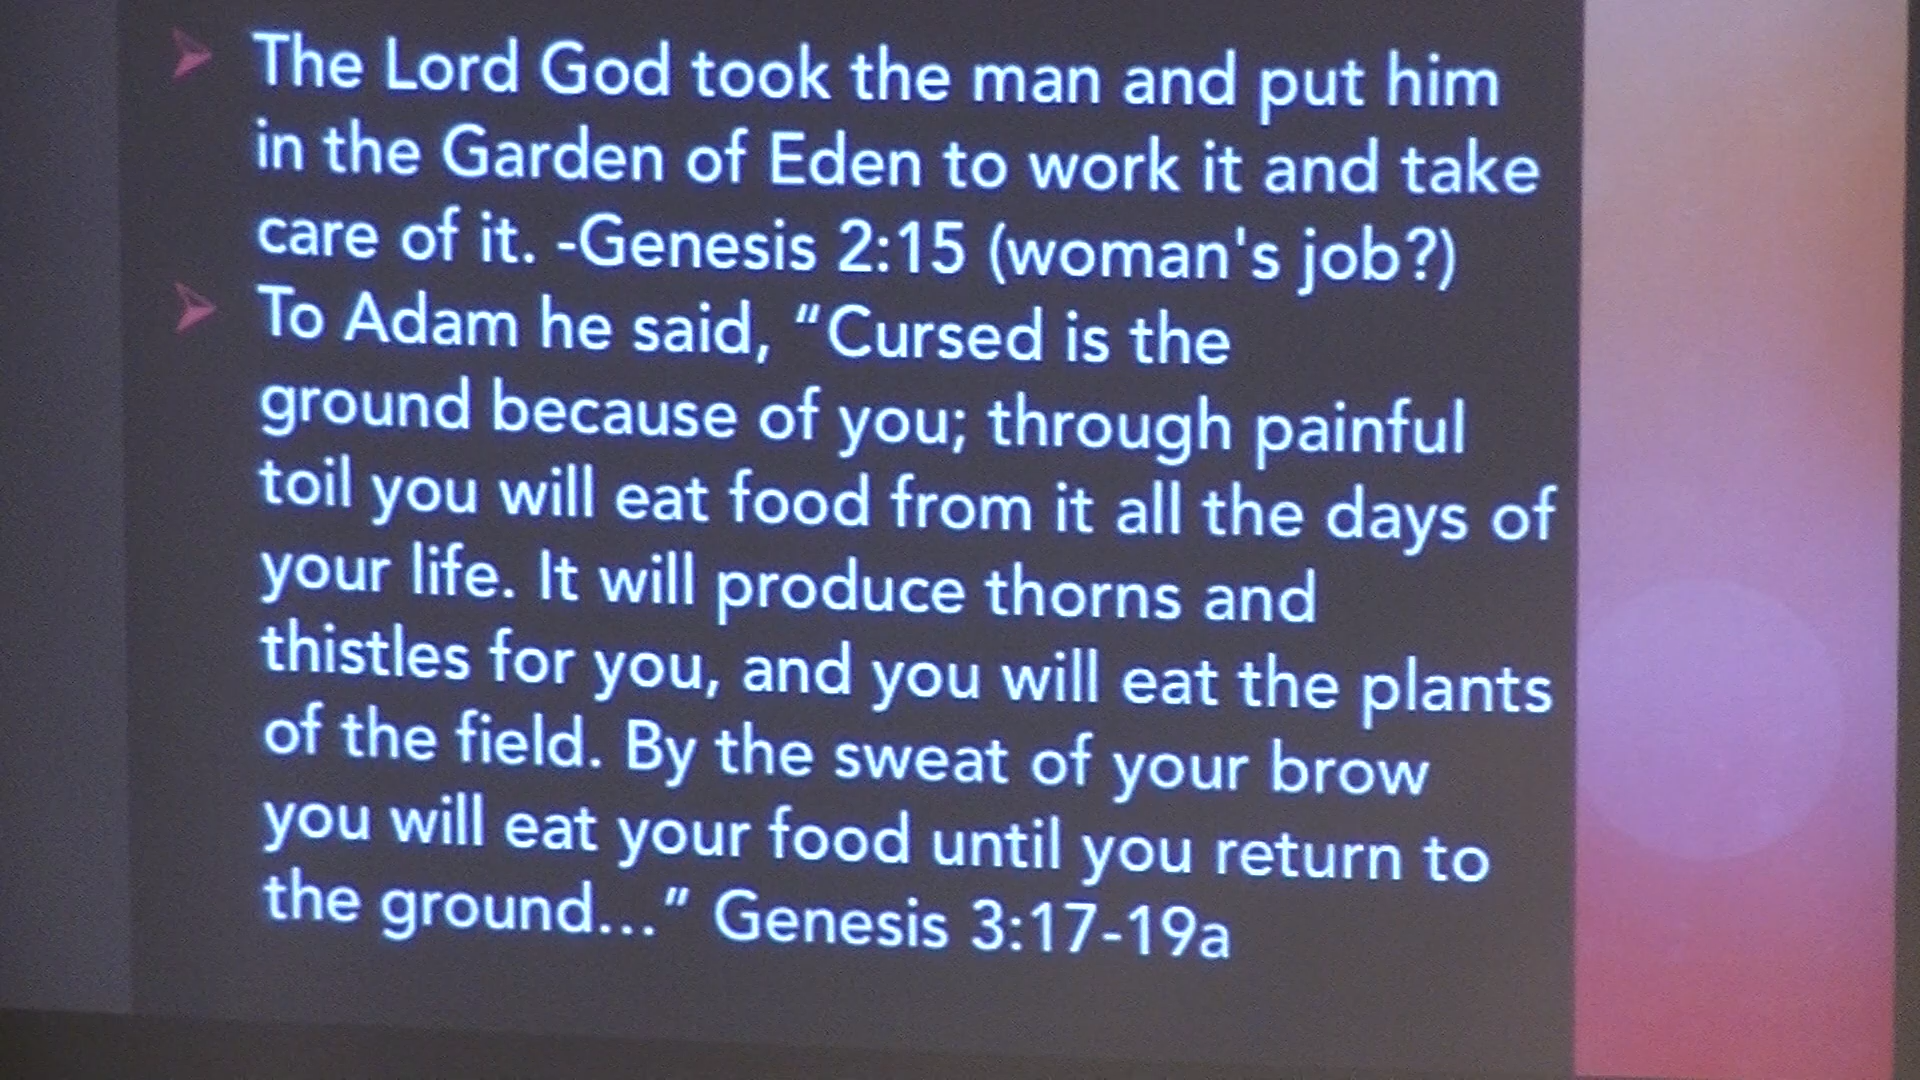 The Lord God took the man and put him
in the Garden of Eden to work it and take
care of it. -Genesis 2:15 (woman's job?)
To Adam he said, “Cursed is the
ground because of you; through painful
toil you will eat food from it all the days of
your life. It will produce thorns and
thistles for you, and you will eat the plants
of the field. By the sweat of your brow
you will eat your food until you return to
the ground...” Genesis 3:17-19a